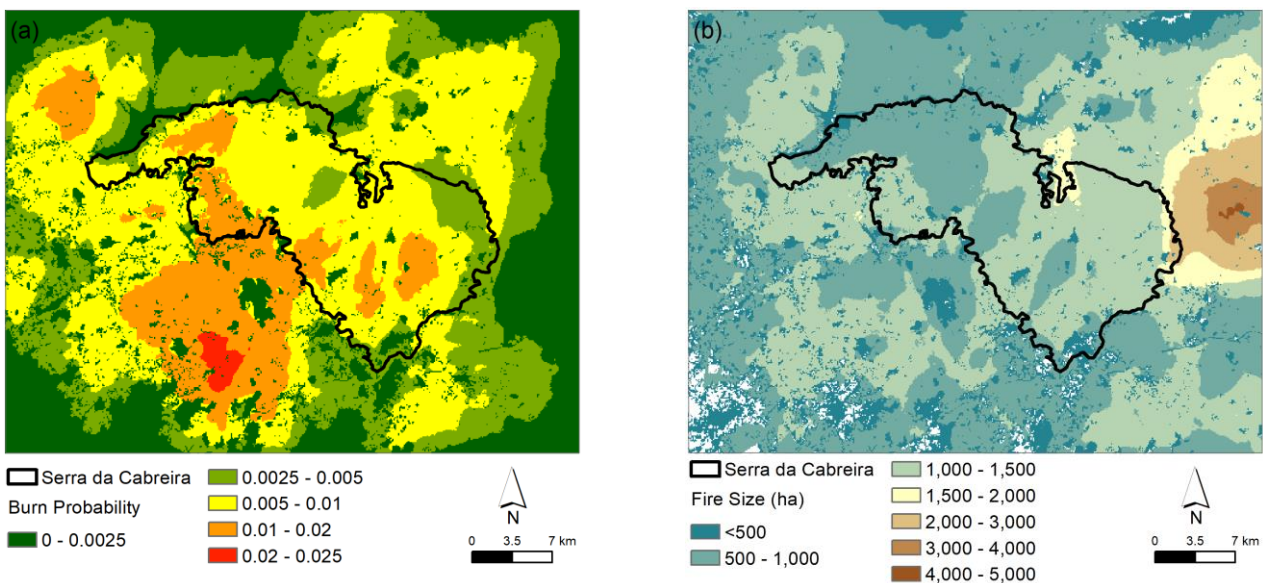 (a)
Serra da Cabreira
Burn Probability
0 - 0.0025
0.0025 - 0.005
0.005 - 0.01
0.01 - 0.02
0.02 - 0.025
N
0 3.5 7 km
(b)
Serra da Cabreira
Fire Size (ha)
<500
500 - 1,000
1,000 - 1,500
1,500 - 2,000
2,000 - 3,000
3,000 - 4,000
4,000 - 5,000
N
0 3.5 7 km